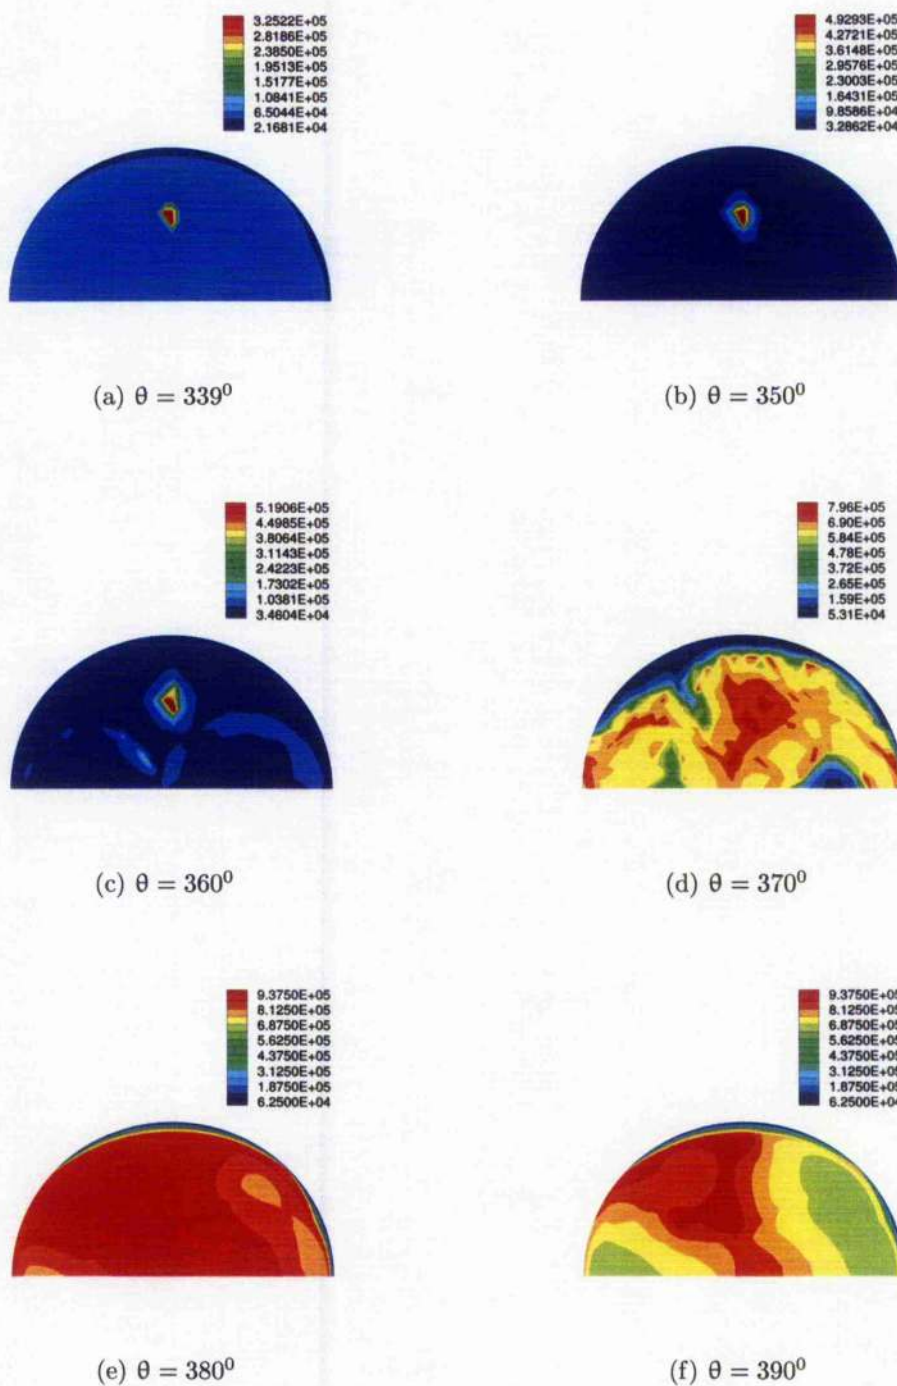 3.2522E+05
2.8186E+05
2.3850E+05
1.9513E+05
1.5177E+05
1.0841E+05
6.5044E+04
2.1681E+04
4.9293E+05
4.2721E+05
3.6148E+05
2.9576E+05
2.3003E+05
1.6431E+05
9.8586E+04
3.2862E+04
(a) θ = 339⁰
(b) θ = 350⁰
5.1906E+05
4.4985E+05
3.8064E+05
3.1143E+05
2.4223E+05
1.7302E+05
1.0381E+05
3.4604E+04
7.96E+05
6.90E+05
5.84E+05
4.78E+05
3.72E+05
2.65E+05
1.59E+05
5.31E+04
(c) θ = 360⁰
(d) θ = 370⁰
9.3750E+05
8.1250E+05
6.8750E+05
5.6250E+05
4.3750E+05
3.1250E+05
1.8750E+05
6.2500E+04
9.3750E+05
8.1250E+05
6.8750E+05
5.6250E+05
4.3750E+05
3.1250E+05
1.8750E+05
6.2500E+04
(e) θ = 380⁰
(f) θ = 390⁰